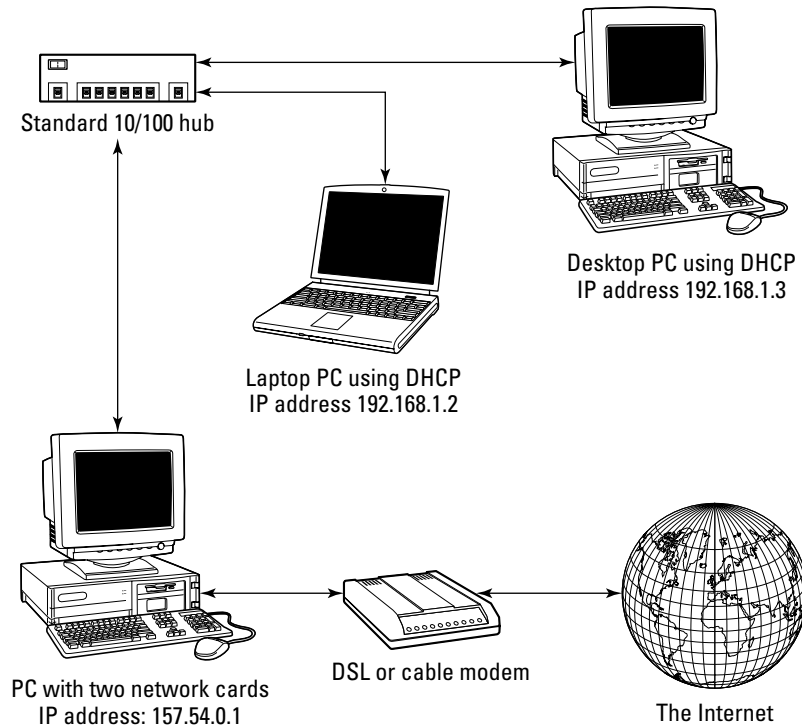 Standard 10/100 hub
Desktop PC using DHCP
IP address 192.168.1.3
Laptop PC using DHCP
IP address 192.168.1.2
DSL or cable modem
PC with two network cards
IP address: 157.54.0.1
The Internet